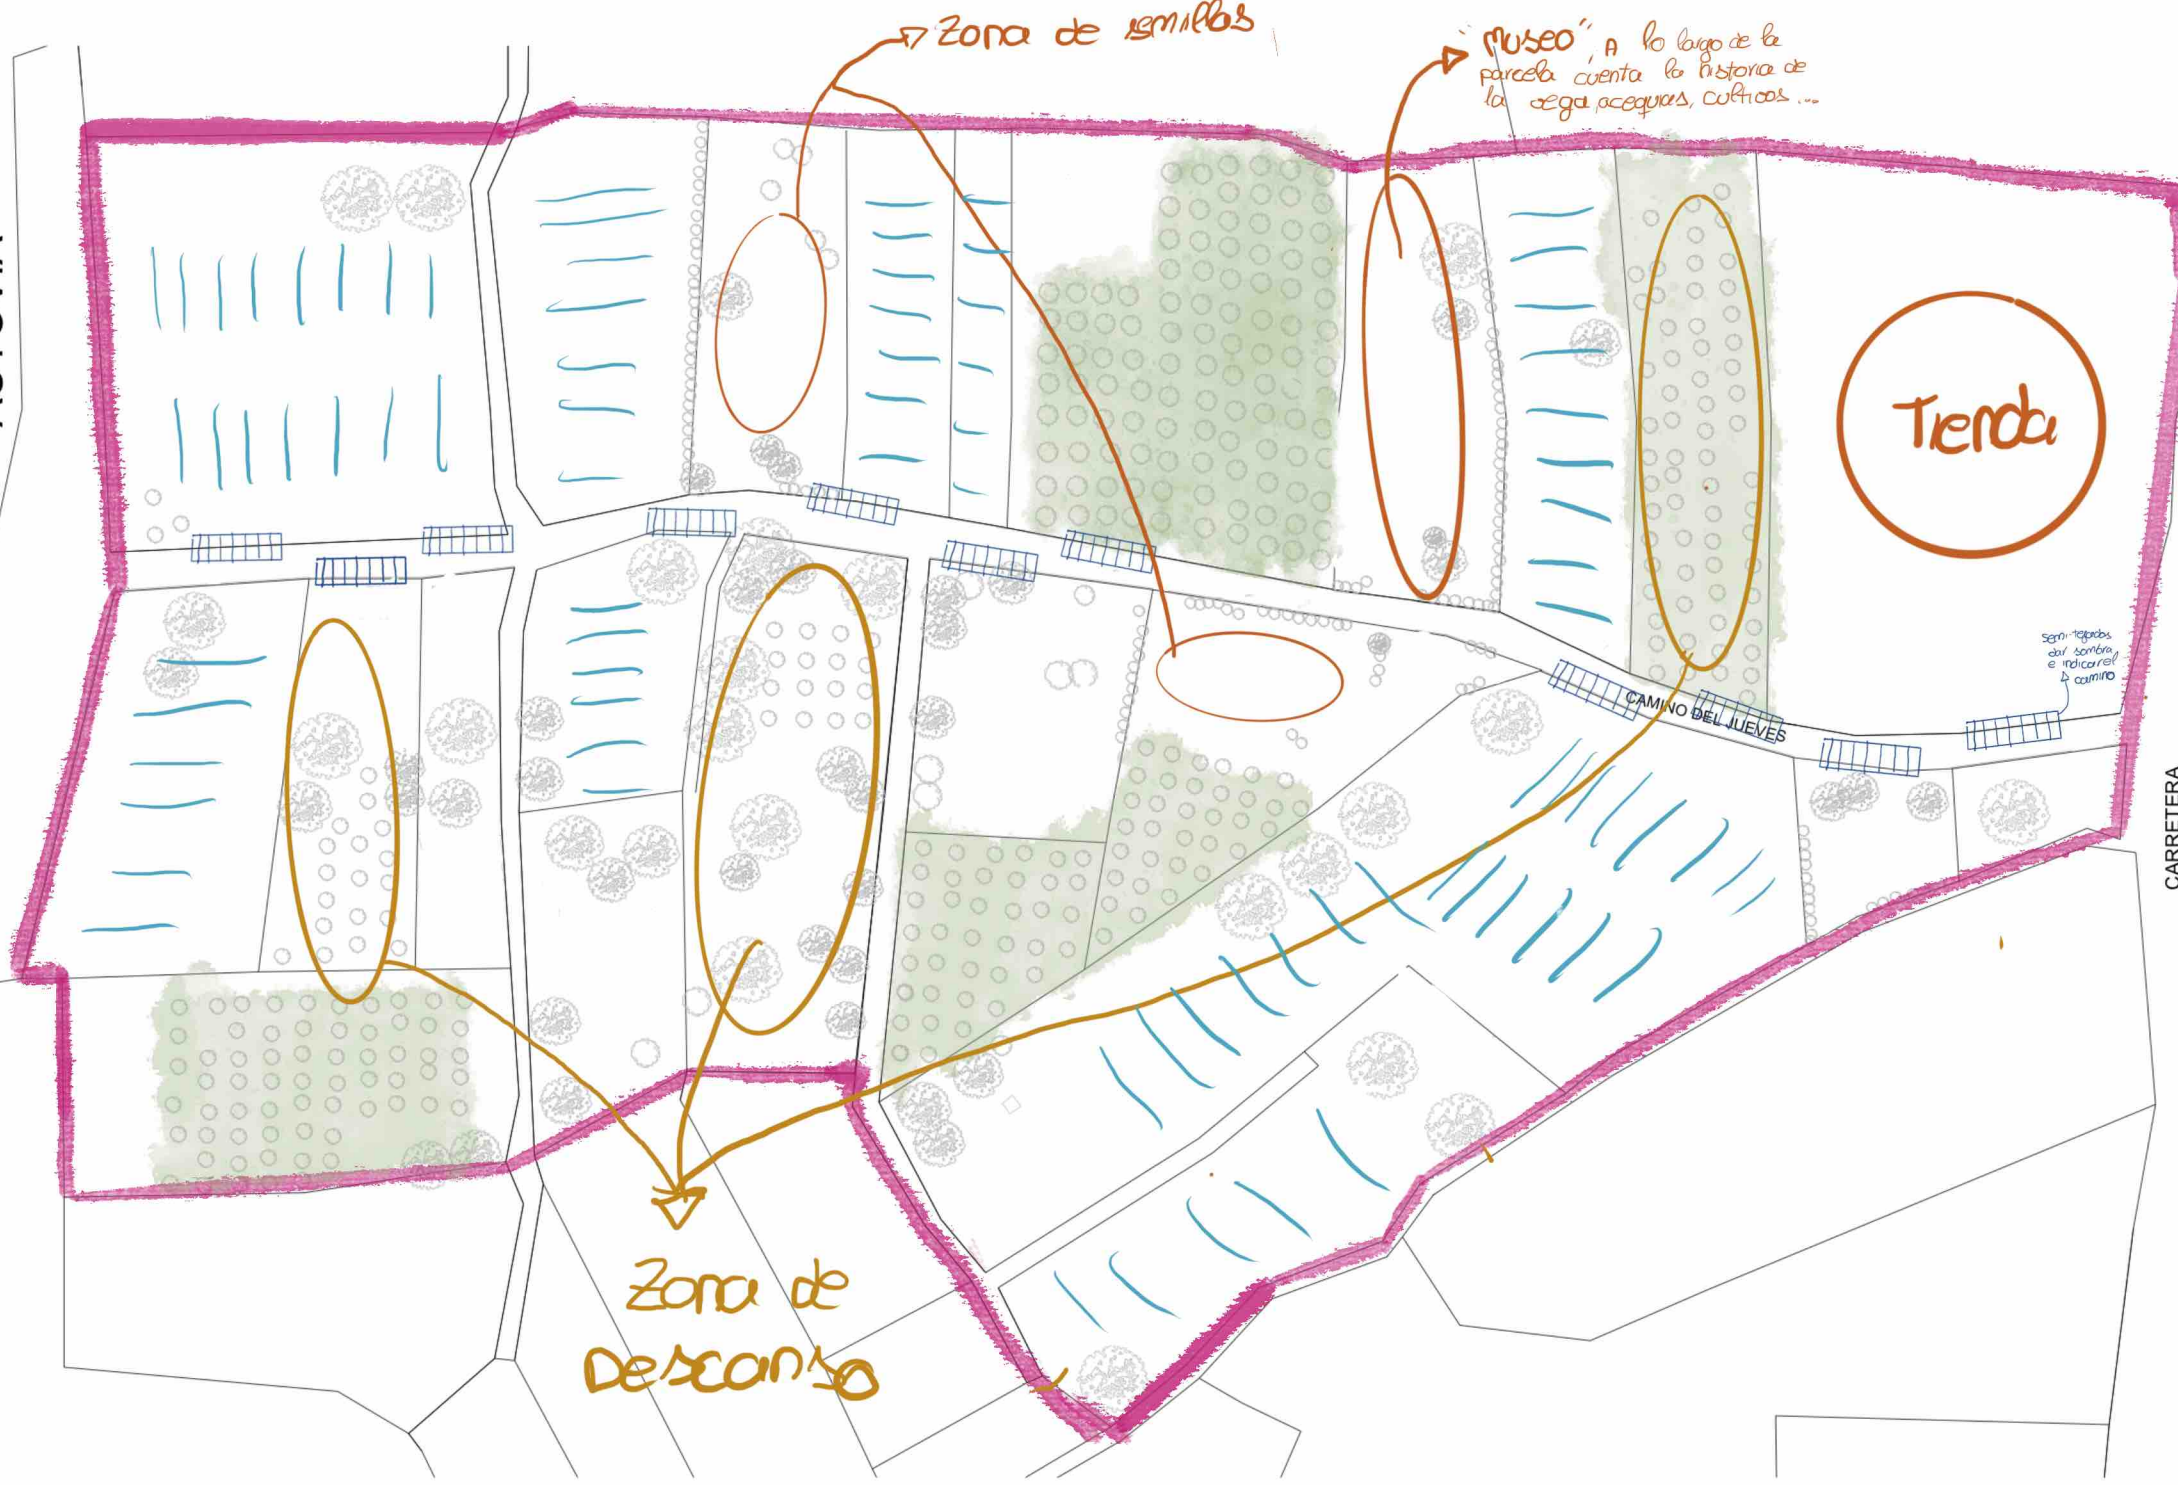 Zona de semillas
"Museo", A lo largo de la
parcela cuenta la historia de
la vega, acequias, cultivos ...
Tienda
semi-tejados
dar sombra
e indicar el
camino
CAMINO DEL JUEVES
CARRETERA
Zona de
Descanso